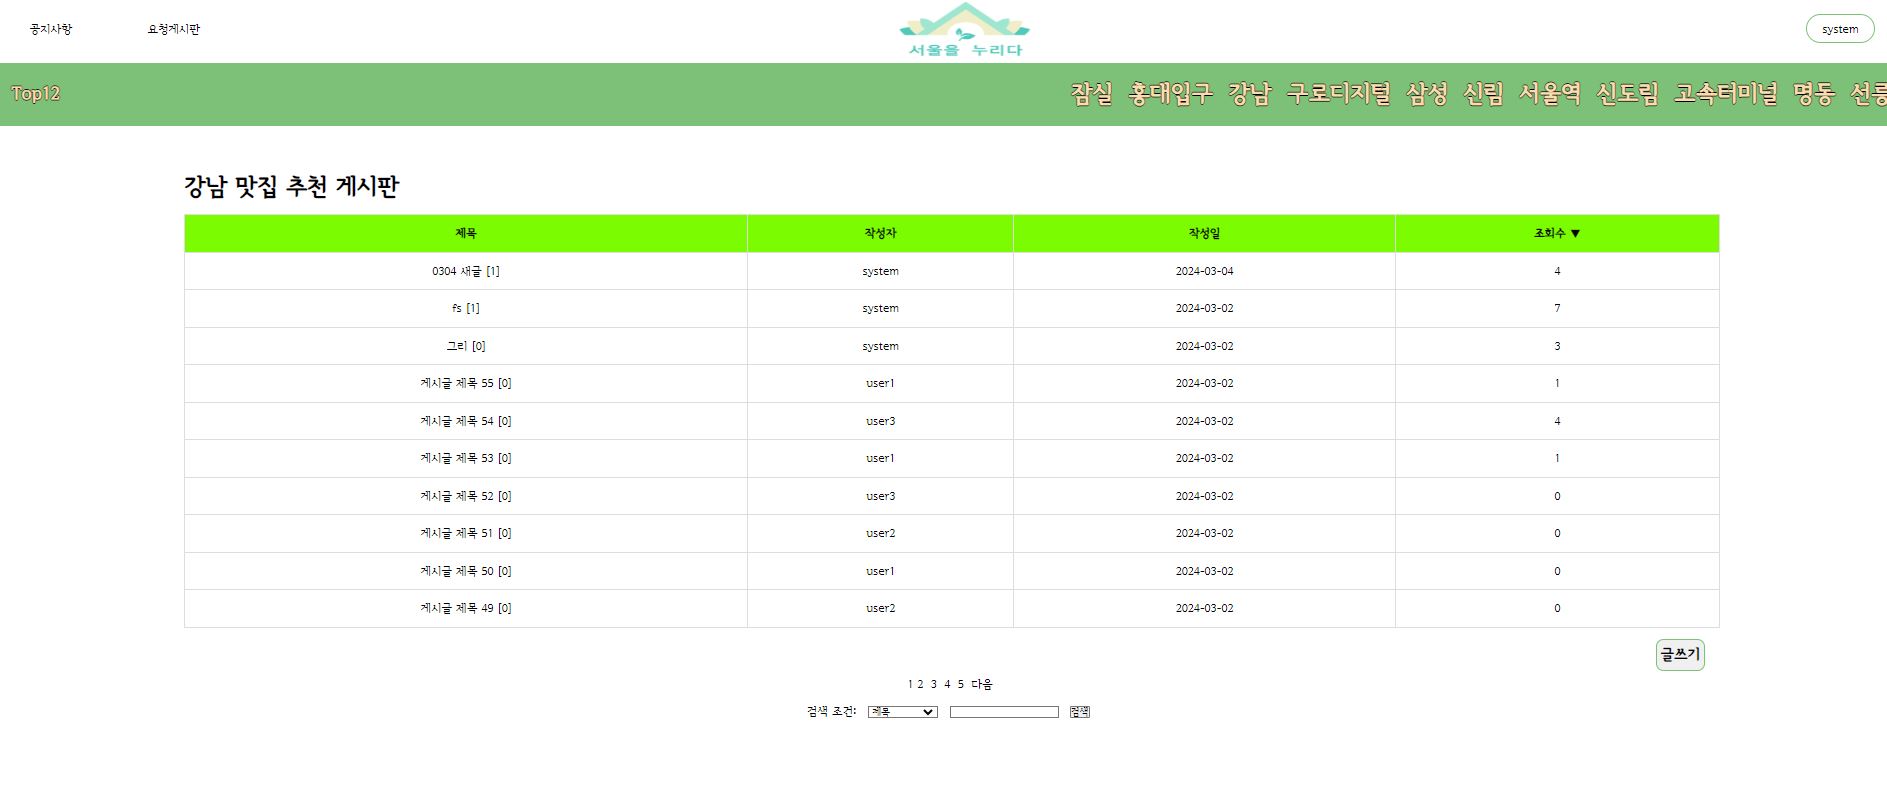 공지사항 요청게시판 서울을 누리다 system
Top12 잠실 홍대입구 강남 구로디지털 삼성 신림 서울역 신도림 고속터미널 명동 선릉
강남 맛집 추천 게시판
제목 작성자 작성일 조회수 ▼
0304 새글 [1] system 2024-03-04 4
fs [1] system 2024-03-02 7
그리 [0] system 2024-03-02 3
게시글 제목 55 [0] user1 2024-03-02 1
게시글 제목 54 [0] user3 2024-03-02 4
게시글 제목 53 [0] user1 2024-03-02 1
게시글 제목 52 [0] user3 2024-03-02 0
게시글 제목 51 [0] user2 2024-03-02 0
게시글 제목 50 [0] user1 2024-03-02 0
게시글 제목 49 [0] user2 2024-03-02 0
글쓰기
1 2 3 4 5 다음
검색 조건: 제목 검색